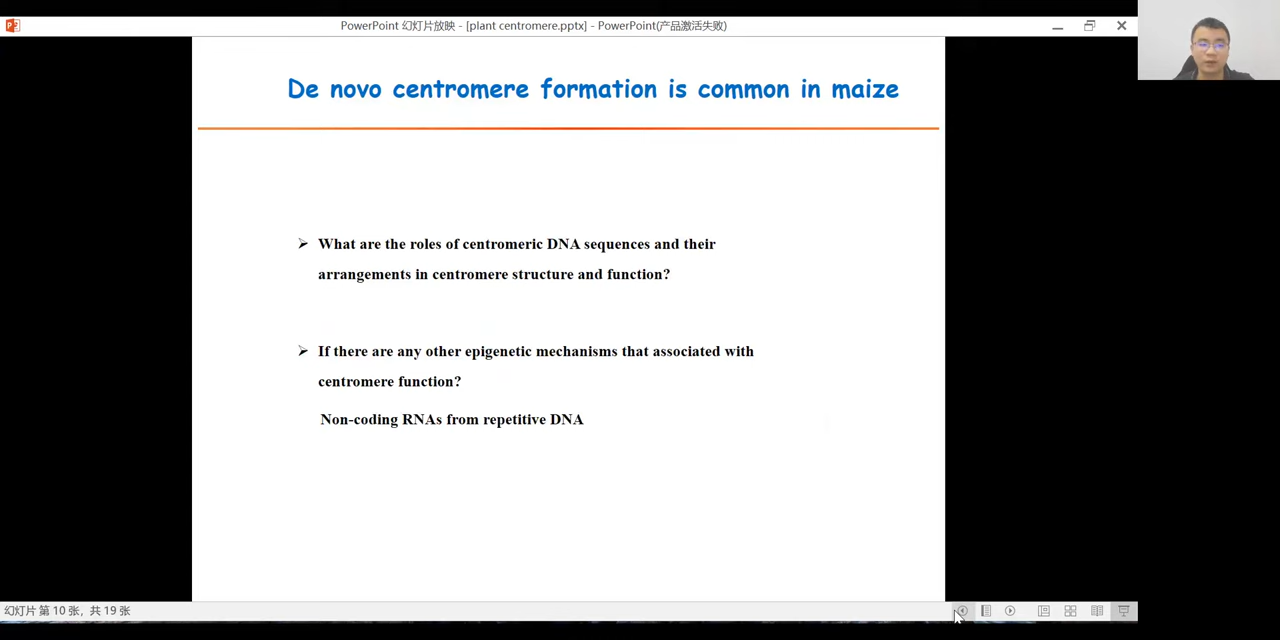 PowerPoint 幻灯片放映 - [plant centromere.pptx] - PowerPoint(产品激活失败)
De novo centromere formation is common in maize
What are the roles of centromeric DNA sequences and their
arrangements in centromere structure and function?
If there are any other epigenetic mechanisms that associated with
centromere function?
Non-coding RNAs from repetitive DNA
幻灯片 第 10 张，共 19 张